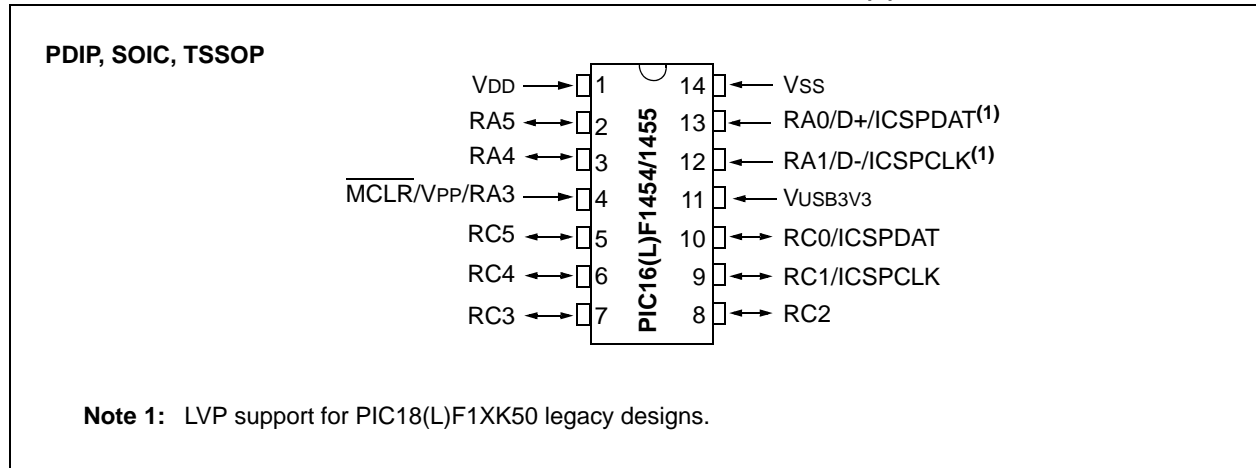 PDIP, SOIC, TSSOP
VDD 1 14 VSS
RA5 2 13 RA0/D+/ICSPDAT(1)
RA4 3 12 RA1/D-/ICSPCLK(1)
MCLR/VPP/RA3 4 11 VUSB3V3
RC5 5 10 RC0/ICSPDAT
RC4 6 9 RC1/ICSPCLK
RC3 7 8 RC2
PIC16(L)F1454/1455
Note 1: LVP support for PIC18(L)F1XK50 legacy designs.